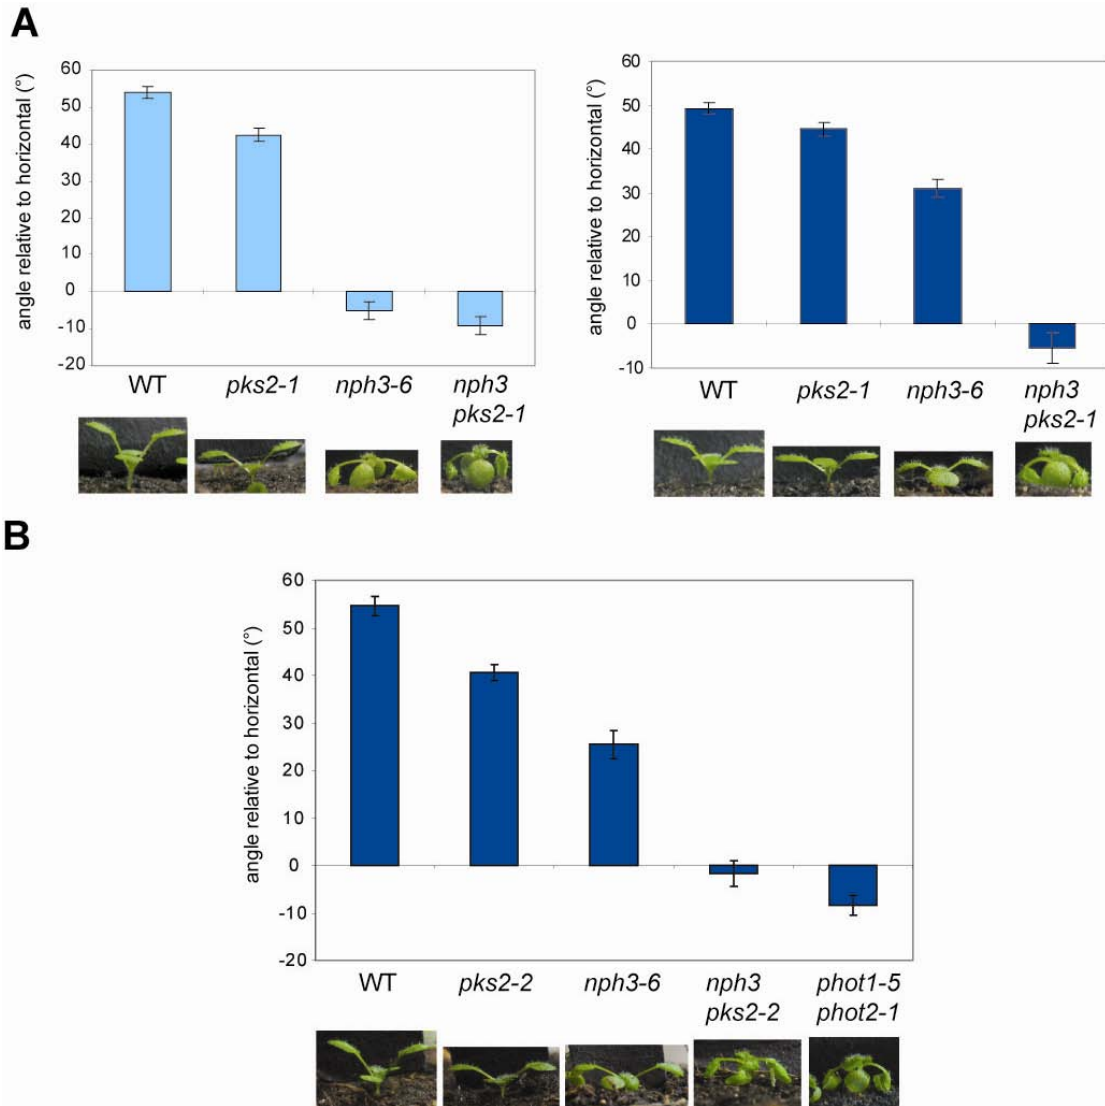 A
angle relative to horizontal (°)
60
50
40
30
20
10
0
-10
-20
WT
pks2-1
nph3-6
nph3
pks2-1
angle relative to horizontal (°)
60
50
40
30
20
10
0
-10
WT
pks2-1
nph3-6
nph3
pks2-1
B
angle relative to horizontal (°)
60
50
40
30
20
10
0
-10
-20
WT
pks2-2
nph3-6
nph3
pks2-2
phot1-5
phot2-1